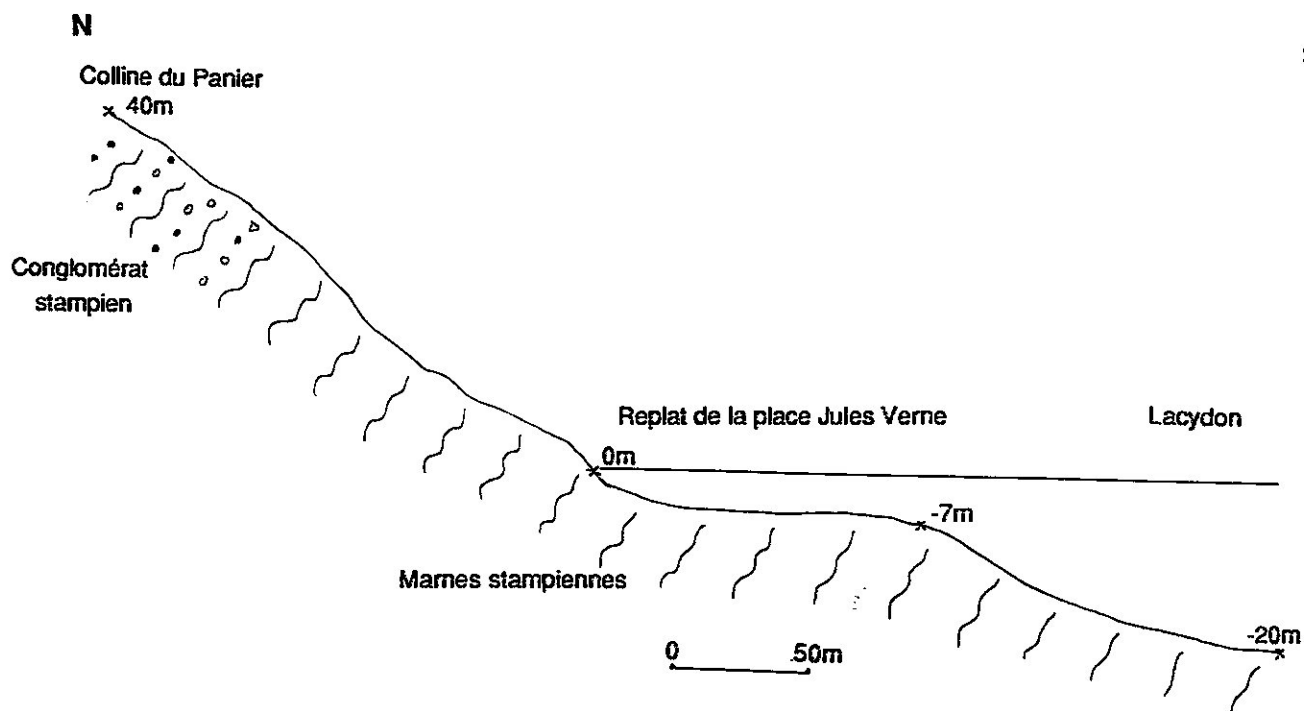 N
Colline du Panier
40m
Conglomérat
stampien
Replat de la place Jules Verne
Lacydon
0m
-7m
Marnes stampiennes
-20m
0
50m